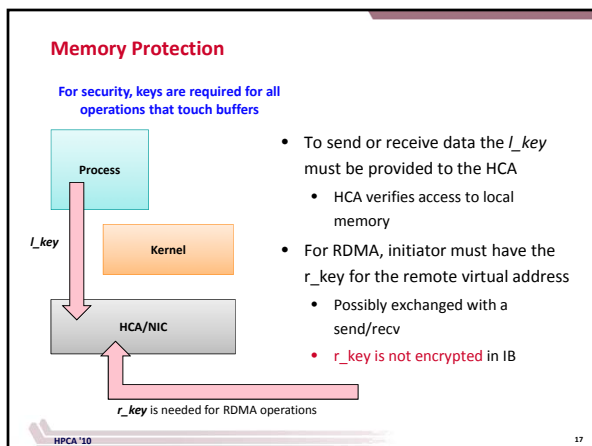 Memory Protection
For security, keys are required for all
operations that touch buffers
Process
l_key
Kernel
HCA/NIC
r_key is needed for RDMA operations
• To send or receive data the l_key
must be provided to the HCA
• HCA verifies access to local
memory
• For RDMA, initiator must have the
r_key for the remote virtual address
• Possibly exchanged with a
send/recv
• r_key is not encrypted in IB
HPCA '10
17